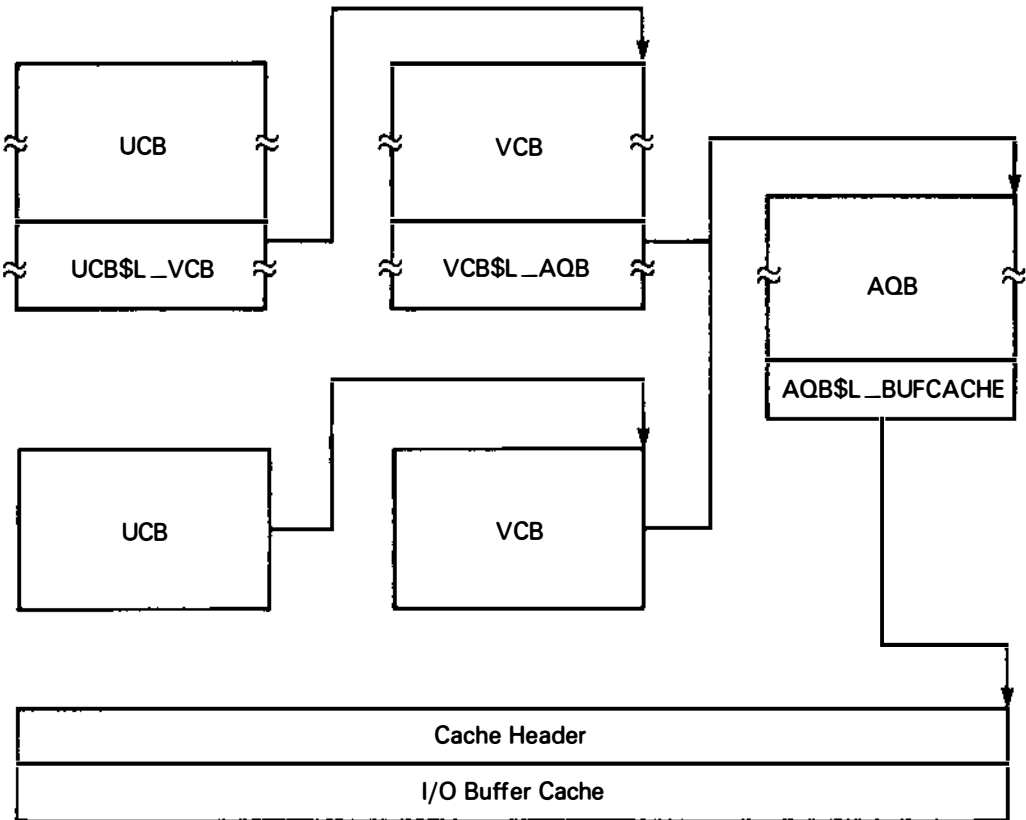 UCB
VCB
UCB$L_VCB
VCB$L_AQB
AQB
AQB$L_BUFCACHE
UCB
VCB
Cache Header
I/O Buffer Cache